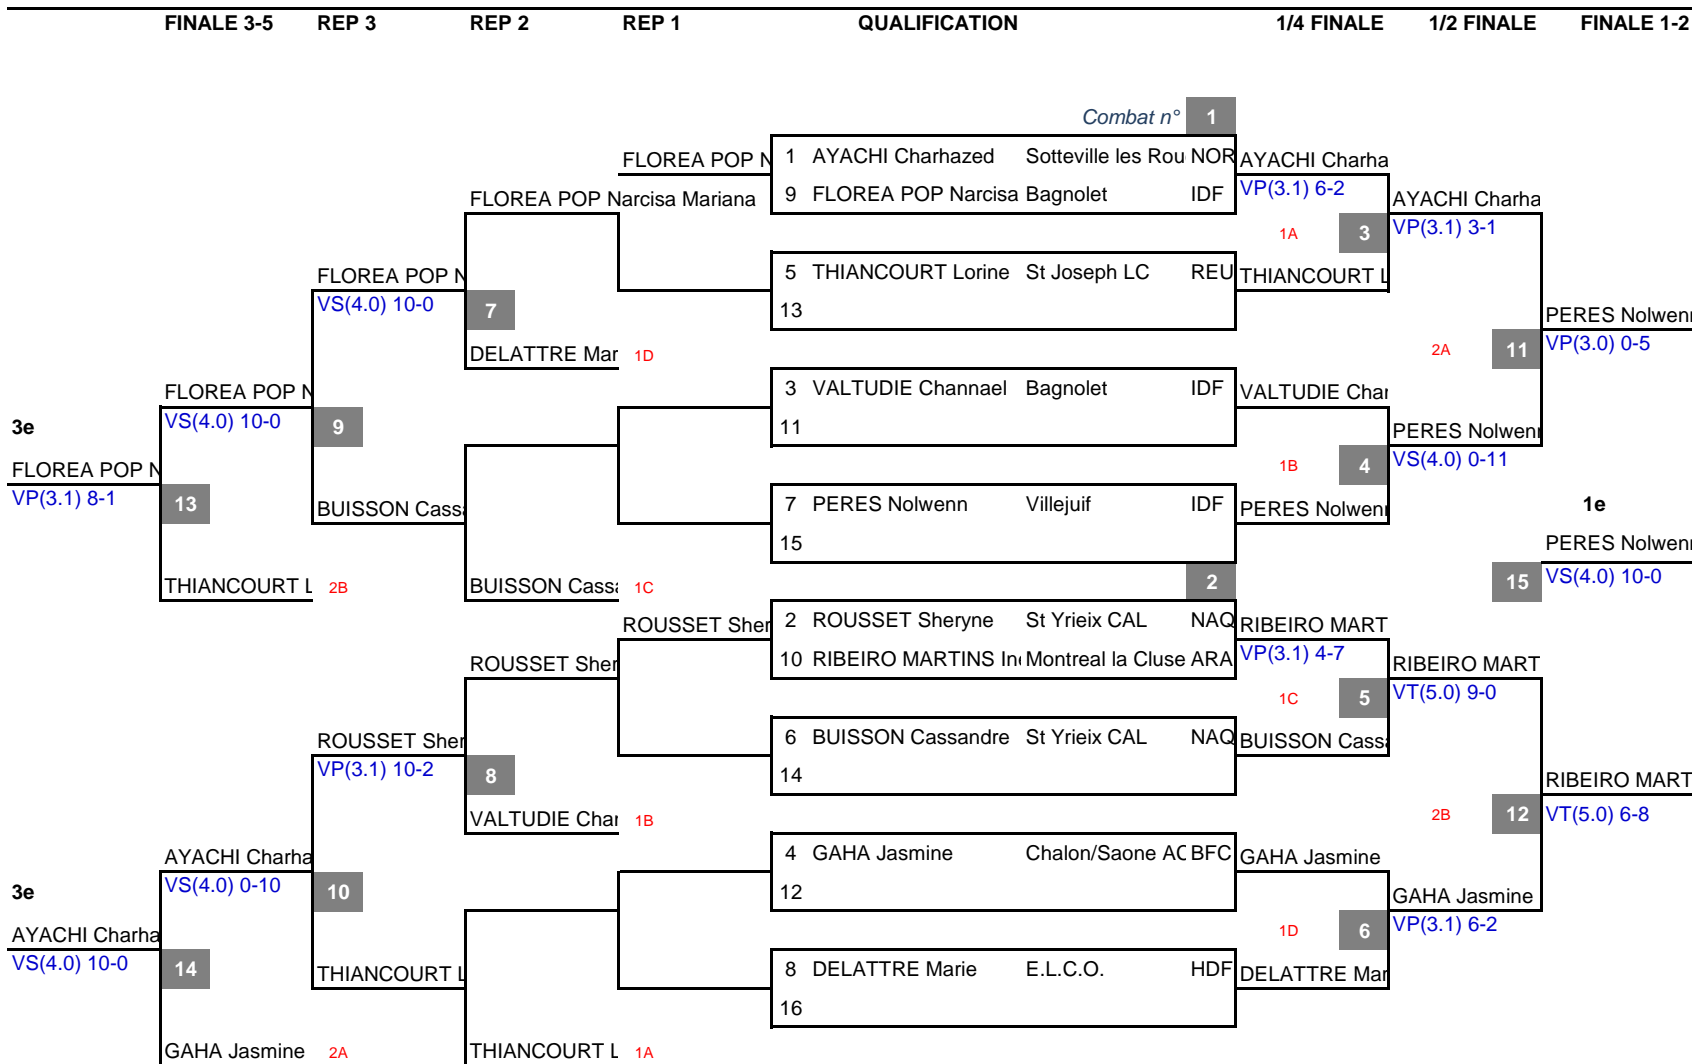 FINALE 3-5 REP 3 REP 2 REP 1 QUALIFICATION 1/4 FINALE 1/2 FINALE FINALE 1-2
Combat n° 1
FLOREA POP N 1 AYACHI Charhazed Sotteville les Rou NOR AYACHI Charha
FLOREA POP Narcisa Mariana 9 FLOREA POP Narcisa Bagnolet IDF VP(3.1) 6-2 AYACHI Charha
1A 3 VP(3.1) 3-1
FLOREA POP N 5 THIANCOURT Lorine St Joseph LC REU THIANCOURT L
VS(4.0) 10-0 7 13 PERES Nolwenn
DELATTRE Mar 1D 2A 11 VP(3.0) 0-5
FLOREA POP N 3 VALTUDIE Channael Bagnolet IDF VALTUDIE Char
3e VS(4.0) 10-0 9 11 PERES Nolwenn
FLOREA POP N 1B 4 VS(4.0) 0-11
VP(3.1) 8-1 13 BUISSON Cassa 7 PERES Nolwenn Villejuif IDF PERES Nolwenn 1e
15 PERES Nolwenn
THIANCOURT L 2B BUISSON Cassa 1C 2 15 VS(4.0) 10-0
ROUSSET Sher 2 ROUSSET Sheryne St Yrieix CAL NAQ RIBEIRO MART
ROUSSET Sher 10 RIBEIRO MARTINS In Montreal la Cluse ARA VP(3.1) 4-7 RIBEIRO MART
1C 5 VT(5.0) 9-0
ROUSSET Sher 6 BUISSON Cassandre St Yrieix CAL NAQ BUISSON Cassa
VP(3.1) 10-2 8 14 RIBEIRO MART
VALTUDIE Char 1B 2B 12 VT(5.0) 6-8
AYACHI Charha 4 GAHA Jasmine Chalon/Saone AC BFC GAHA Jasmine
3e VS(4.0) 0-10 10 12 GAHA Jasmine
AYACHI Charha 1D 6 VP(3.1) 6-2
VS(4.0) 10-0 14 THIANCOURT L 8 DELATTRE Marie E.L.C.O. HDF DELATTRE Mar
16
GAHA Jasmine 2A THIANCOURT L 1A